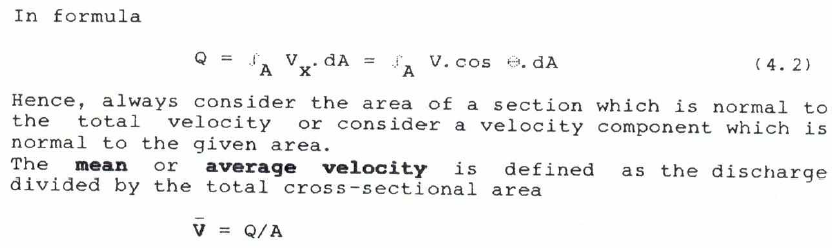 In formula
Q = ∫A Vx.dA = ∫A V.cos θ.dA (4.2)
Hence, always consider the area of a section which is normal to
the total velocity or consider a velocity component which is
normal to the given area.
The mean or average velocity is defined as the discharge
divided by the total cross-sectional area
V̄ = Q/A